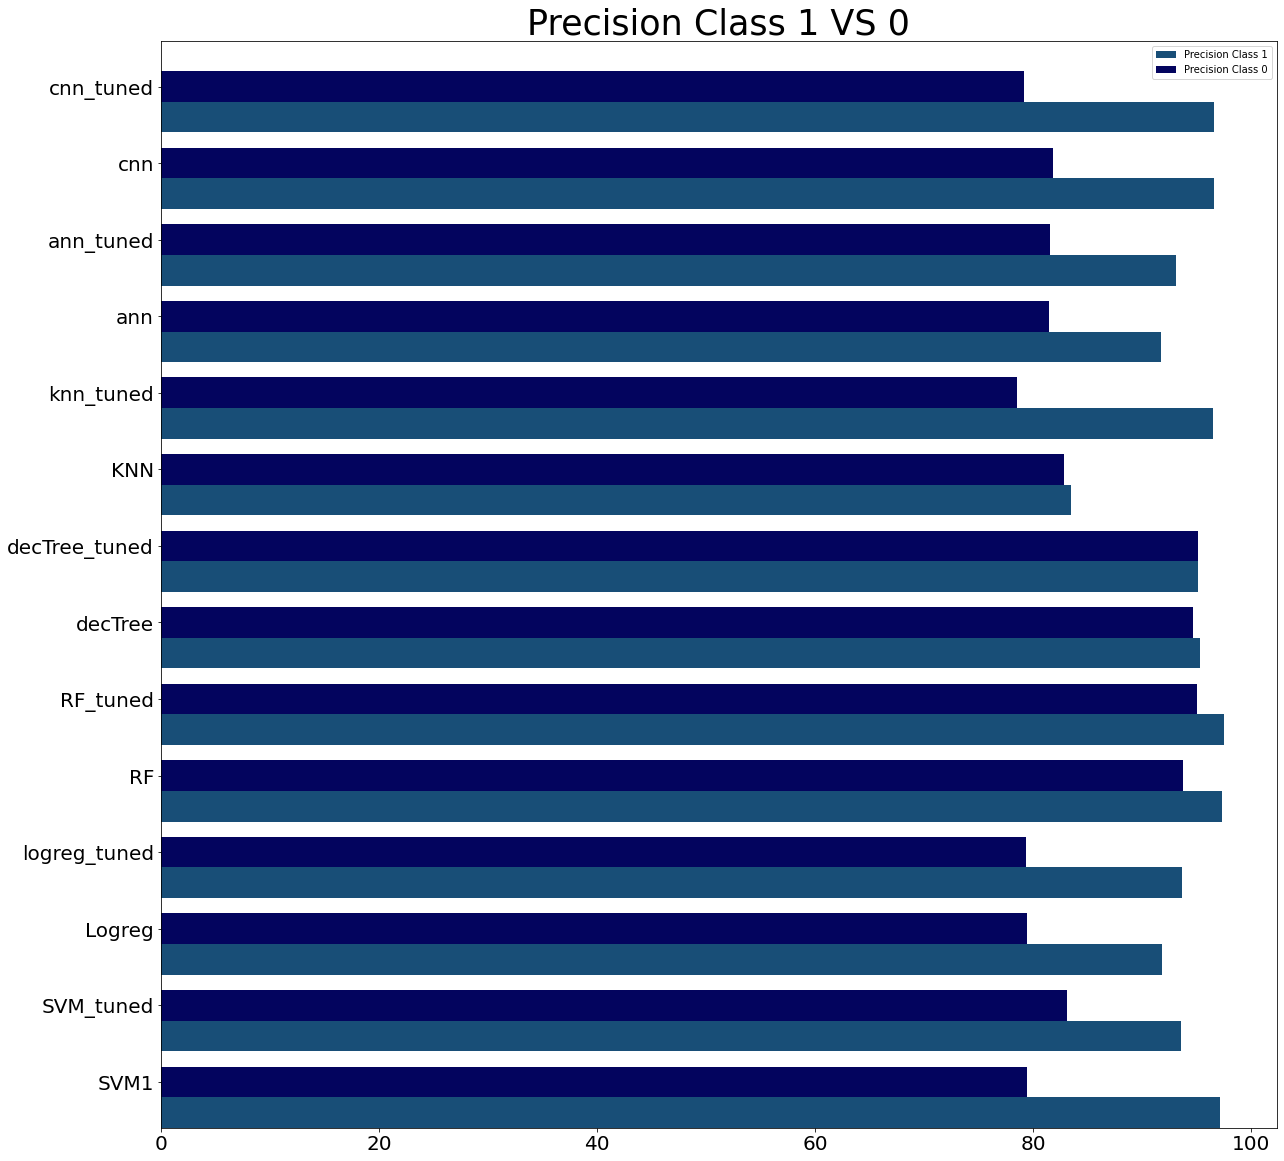 Precision Class 1 VS 0
Precision Class 1
Precision Class 0
cnn_tuned
cnn
ann_tuned
ann
knn_tuned
KNN
decTree_tuned
decTree
RF_tuned
RF
logreg_tuned
Logreg
SVM_tuned
SVM1
0 20 40 60 80 100